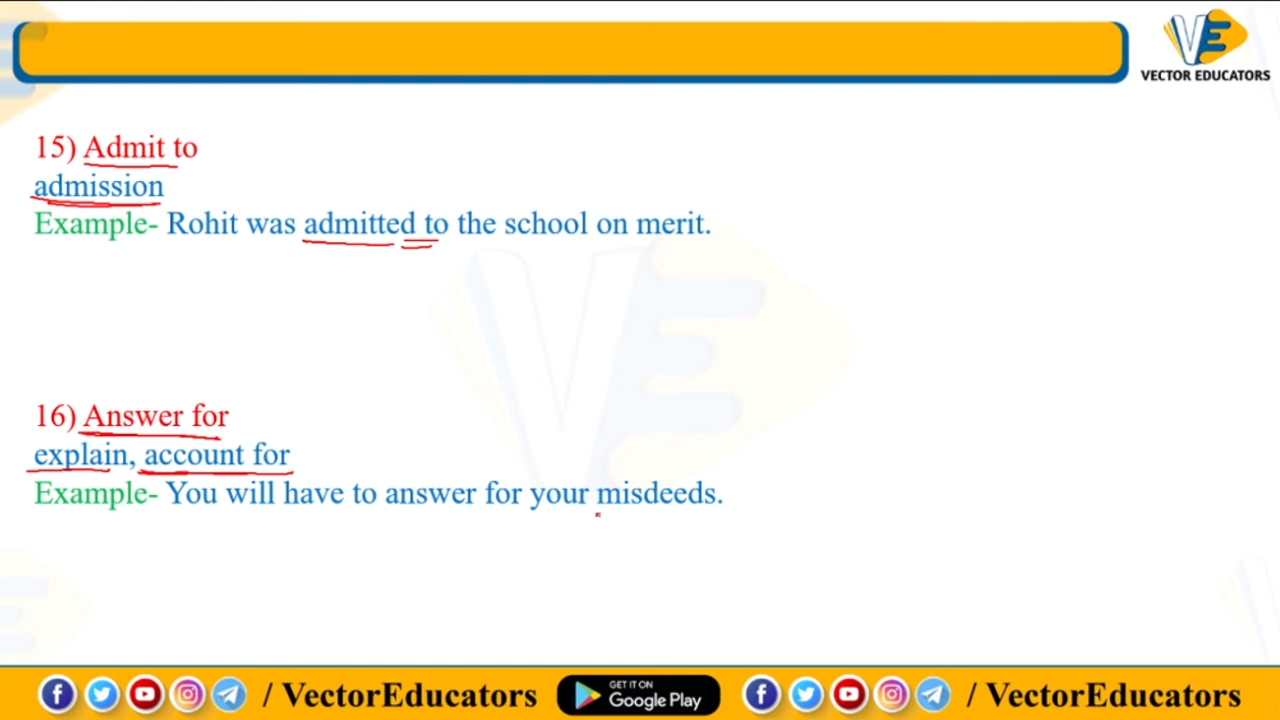 VE
VECTOR EDUCATORS
15) Admit to
admission
Example- Rohit was admitted to the school on merit.
16) Answer for
explain, account for
Example- You will have to answer for your misdeeds.
/ VectorEducators
GET IT ON
Google Play
/ VectorEducators